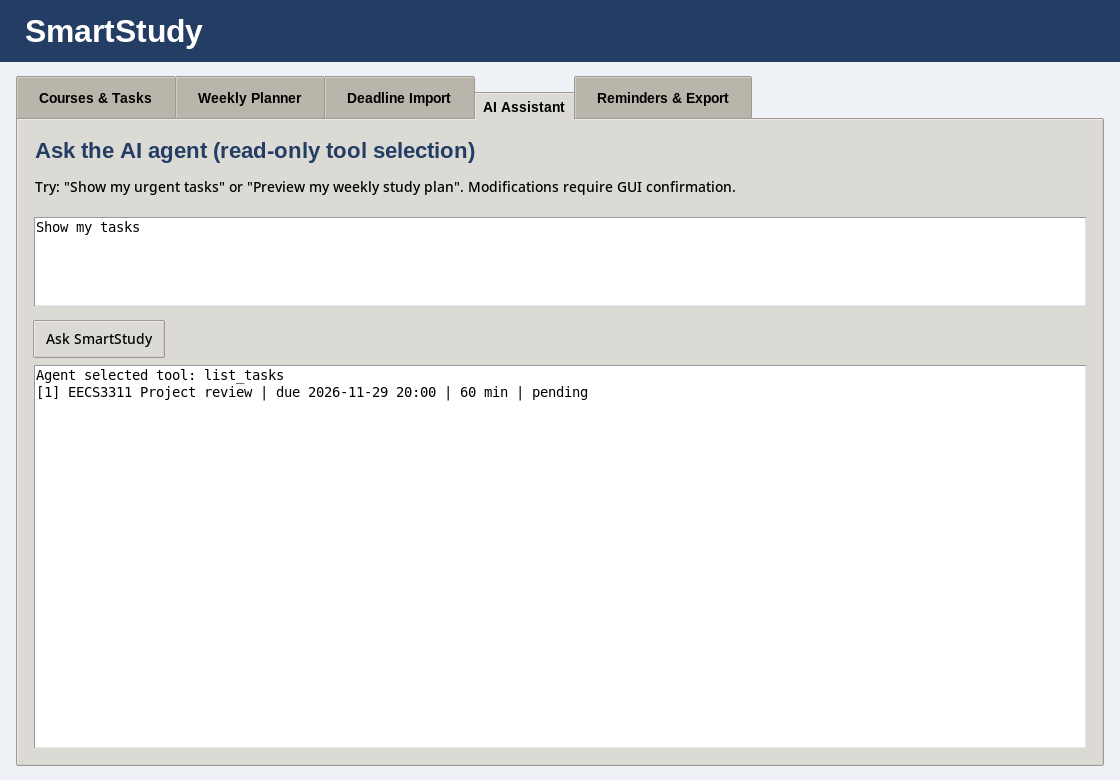 SmartStudy
Courses & Tasks
Weekly Planner
Deadline Import
AI Assistant
Reminders & Export
Ask the AI agent (read-only tool selection)
Try: "Show my urgent tasks" or "Preview my weekly study plan". Modifications require GUI confirmation.
Show my tasks
Ask SmartStudy
Agent selected tool: list_tasks
[1] EECS3311 Project review | due 2026-11-29 20:00 | 60 min | pending